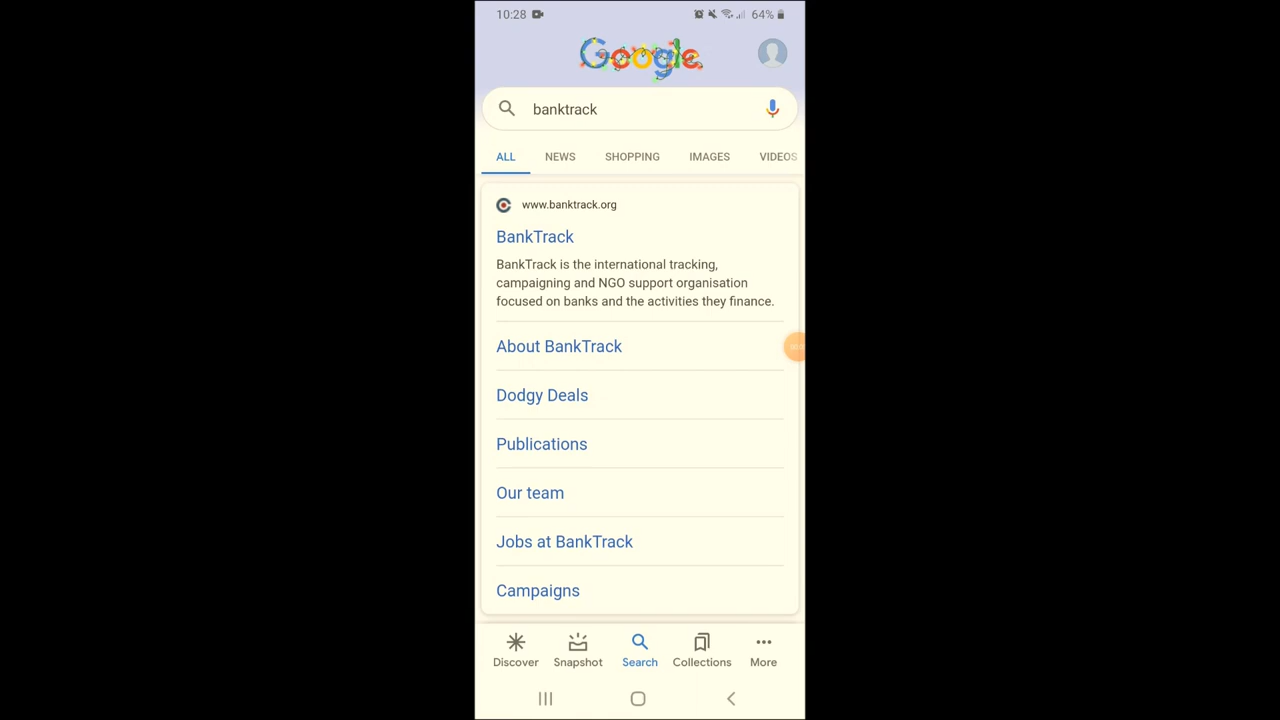 10:28 64%
Google
banktrack
ALL NEWS SHOPPING IMAGES VIDEOS
www.banktrack.org
BankTrack
BankTrack is the international tracking,
campaigning and NGO support organisation
focused on banks and the activities they finance.
About BankTrack
Dodgy Deals
Publications
Our team
Jobs at BankTrack
Campaigns
Discover Snapshot Search Collections More